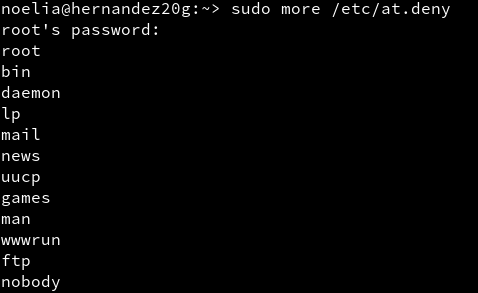 noelia@hernandez20g:~> sudo more /etc/at.deny
root's password:
root
bin
daemon
lp
mail
news
uucp
games
man
wwwrun
ftp
nobody